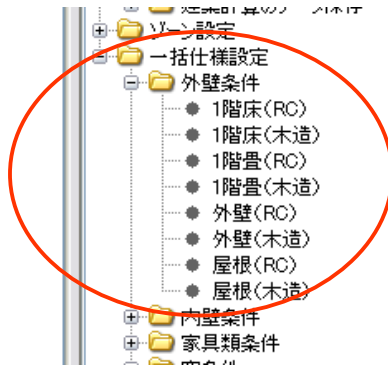 ゾーン設定
一括仕様設定
外壁条件
1階床(RC)
1階床(木造)
1階畳(RC)
1階畳(木造)
外壁(RC)
外壁(木造)
屋根(RC)
屋根(木造)
内壁条件
家具類条件